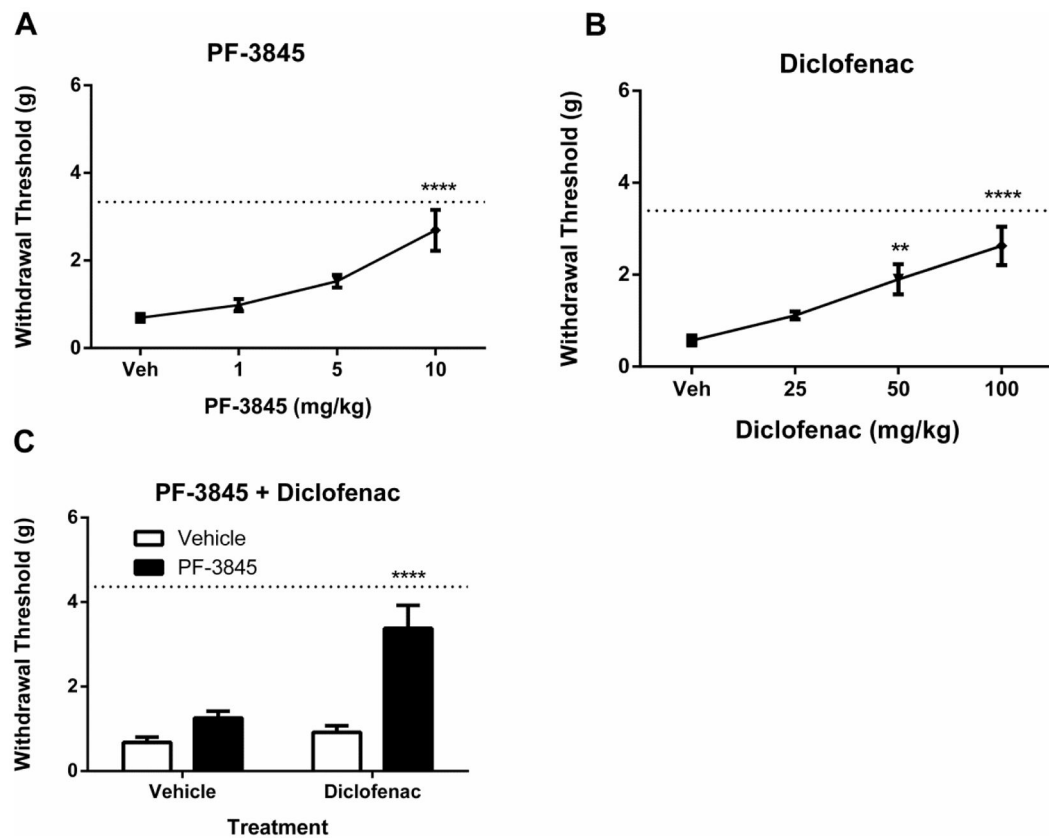 A
PF-3845
Withdrawal Threshold (g)
6
4
2
0
****
Veh 1 5 10
PF-3845 (mg/kg)
B
Diclofenac
Withdrawal Threshold (g)
6
4
2
0
**
****
Veh 25 50 100
Diclofenac (mg/kg)
C
PF-3845 + Diclofenac
Withdrawal Threshold (g)
6
4
2
0
Vehicle
PF-3845
****
Vehicle Diclofenac
Treatment